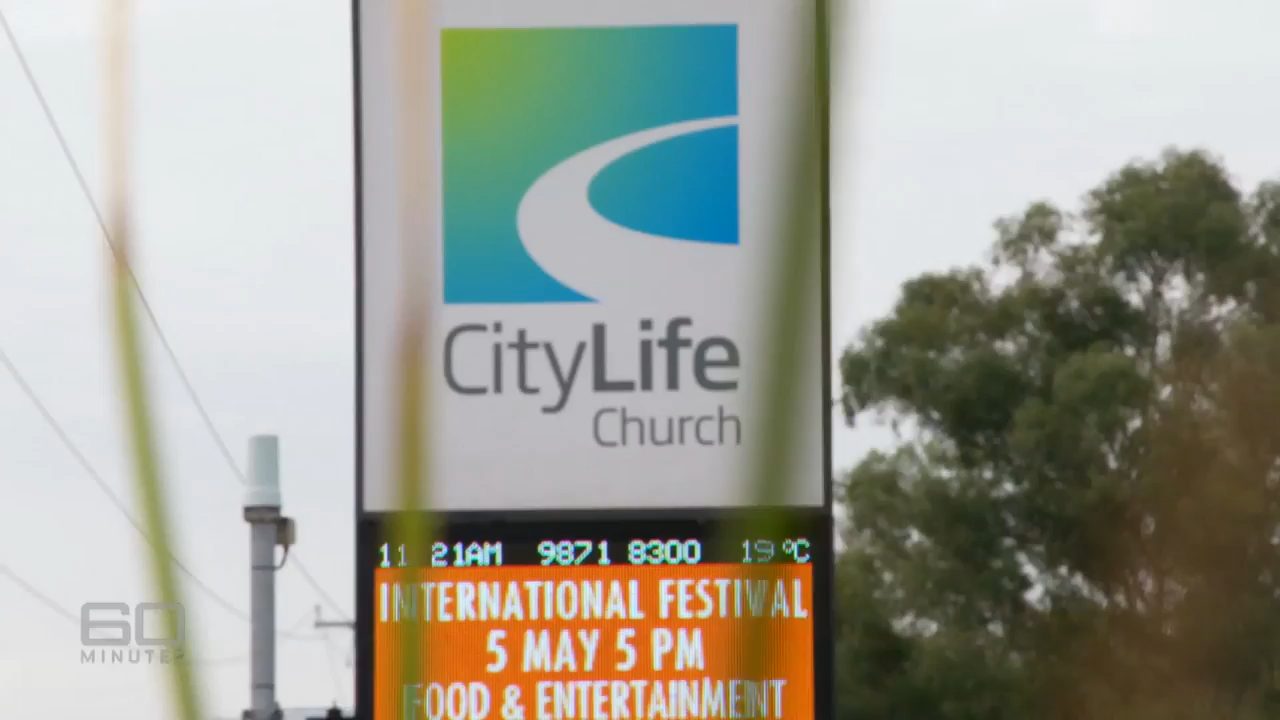 CityLife
Church
11 21AM 9871 8300 19°C
INTERNATIONAL FESTIVAL
5 MAY 5 PM
FOOD & ENTERTAINMENT
60
MINUTES